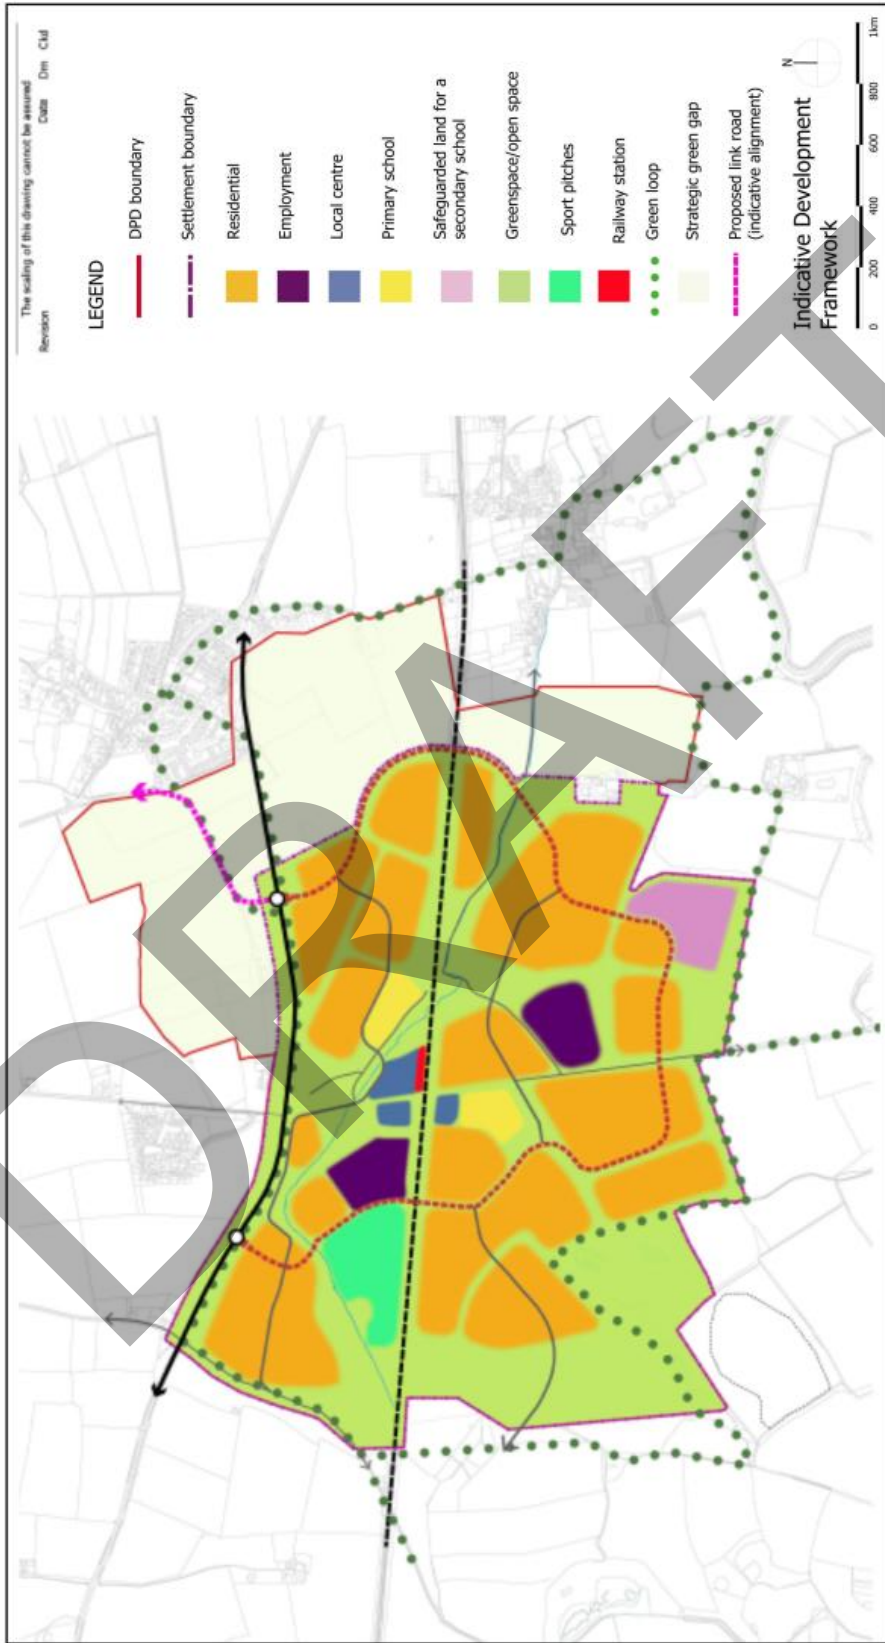 The scaling of this drawing cannot be assured
Revision Date Drn Ckd
LEGEND
DPD boundary
Settlement boundary
Residential
Employment
Local centre
Primary school
Safeguarded land for a
secondary school
Greenspace/open space
Sport pitches
Railway station
Green loop
Strategic green gap
Proposed link road
(indicative alignment)
N
Indicative Development
Framework
0 200 400 600 800 1km
DRAFT